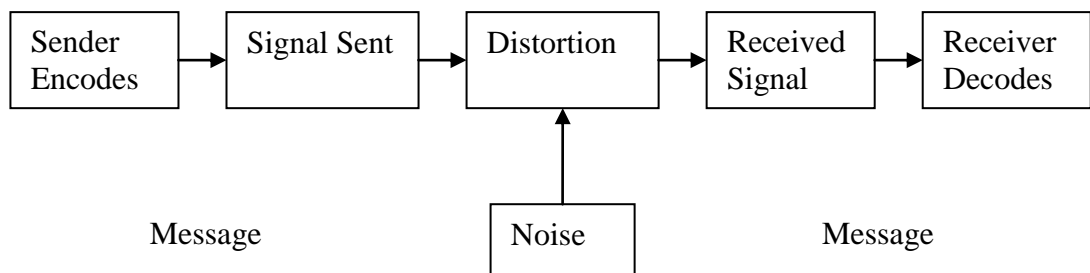 Sender
Encodes
Signal Sent
Distortion
Received
Signal
Receiver
Decodes
Message
Noise
Message